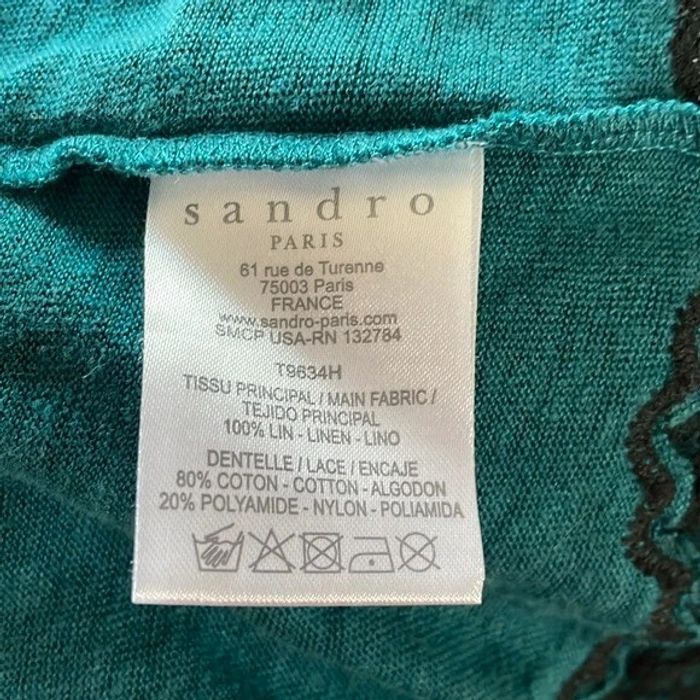 sandro
PARIS
61 rue de Turenne
75003 Paris
FRANCE
www.sandro-paris.com
SMCP USA-RN 132784
T9634H
TISSU PRINCIPAL / MAIN FABRIC /
TEJIDO PRINCIPAL
100% LIN - LINEN - LINO
DENTELLE / LACE / ENCAJE
80% COTON - COTTON - ALGODON
20% POLYAMIDE - NYLON - POLIAMIDA